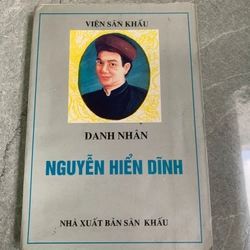 VIỆN SÂN KHẤU
DANH NHÂN
NGUYỄN HIỂN DĨNH
NHÀ XUẤT BẢN SÂN KHẤU